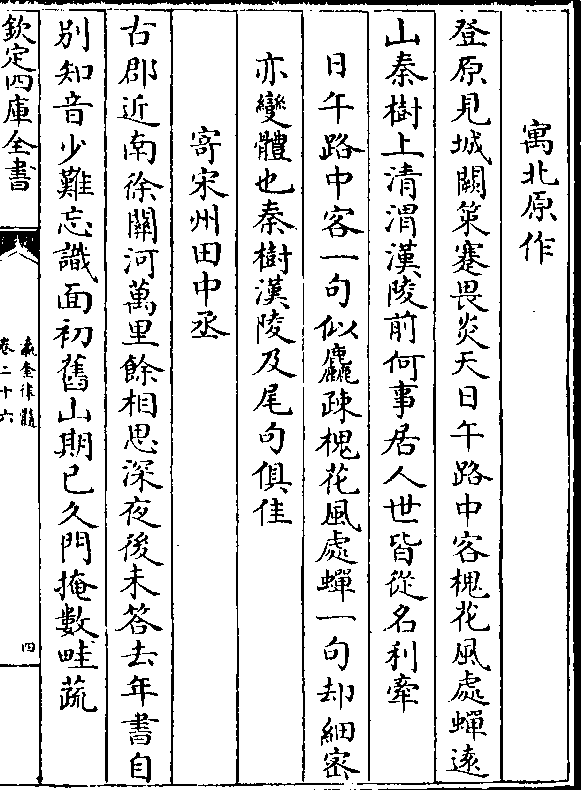 寓北原作
登原見城闕策蹇畏炎天日午路中客槐花風處蟬遠
山秦樹上清渭漢陵前何事居人世皆從名利牽
日午路中客一句似麤疎槐花風處蟬一句却細宻
亦變體也秦樹漢陵及尾句俱佳
寄宋州田中丞
古郡近南徐關河萬里餘相思深夜後未答去年書自
别知音少難忘識面初舊山期已久門掩數畦蔬
欽定四庫全書
瀛奎律髓
卷二十六
四